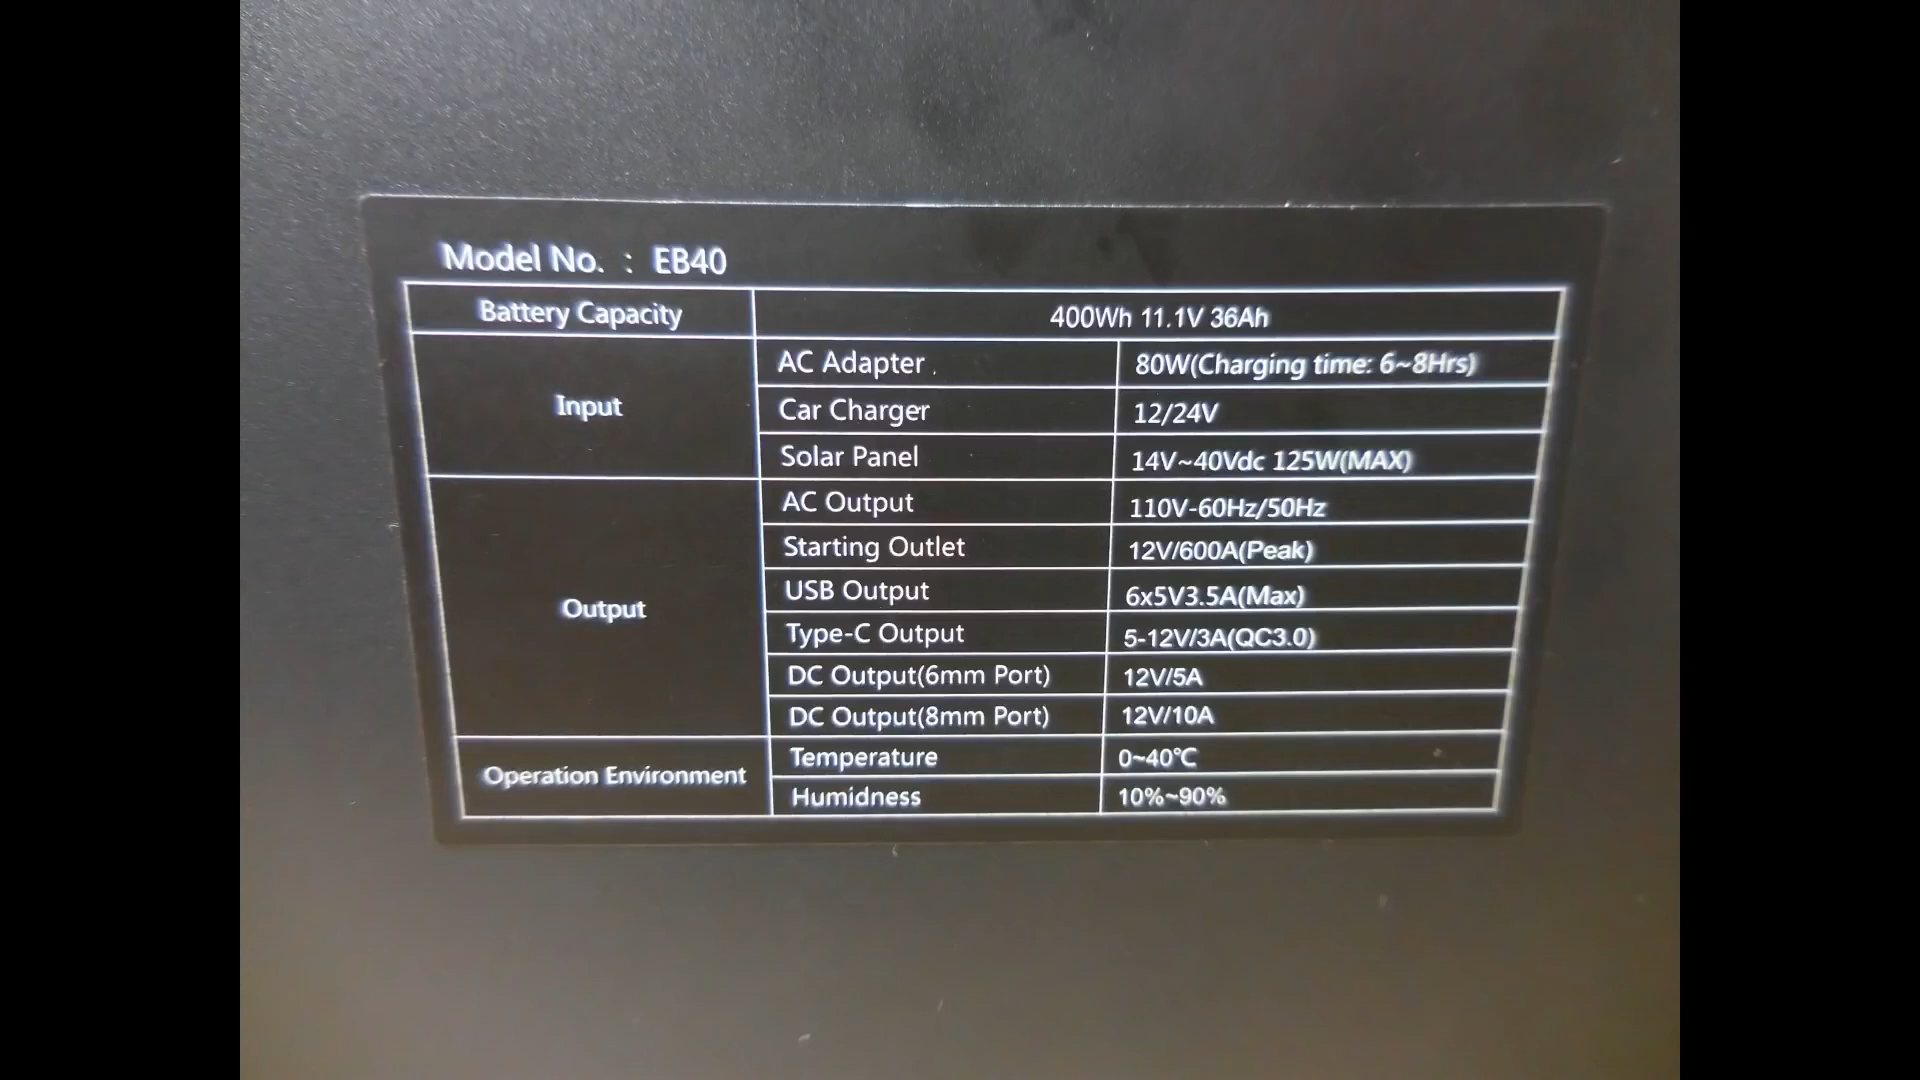 Model No. : EB40
Battery Capacity 400Wh 11.1V 36Ah
Input
AC Adapter . 80W(Charging time: 6~8Hrs)
Car Charger 12/24V
Solar Panel 14V~40Vdc 125W(MAX)
Output
AC Output 110V-60Hz/50Hz
Starting Outlet 12V/600A(Peak)
USB Output 6x5V3.5A(Max)
Type-C Output 5-12V/3A(QC3.0)
DC Output(6mm Port) 12V/5A
DC Output(8mm Port) 12V/10A
Operation Environment
Temperature 0~40℃
Humidness 10%~90%